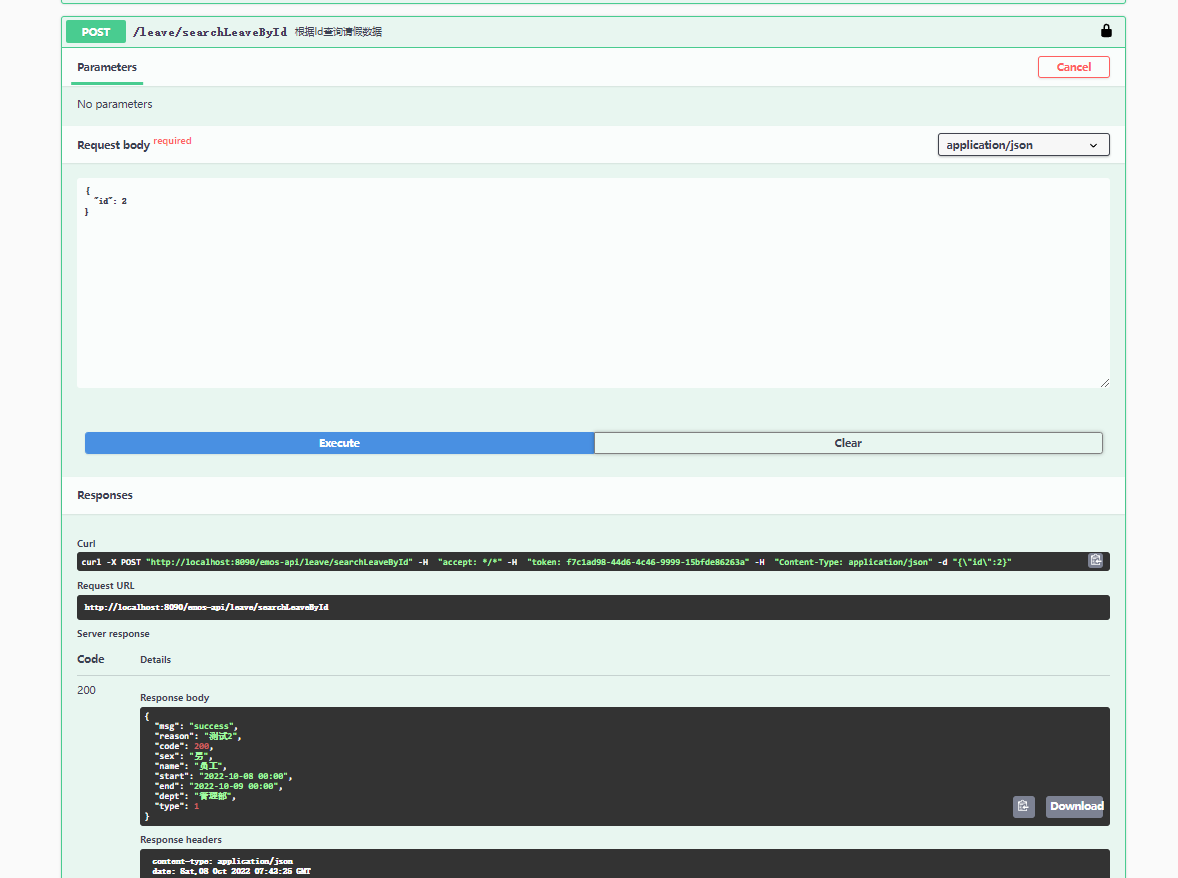 POST /leave/searchLeaveById 根据Id查询请假数据
Parameters
Cancel
No parameters
Request body required
application/json
{
"id": 2
}
Execute
Clear
Responses
Curl
curl -X POST "http://localhost:8090/emos-api/leave/searchLeaveById" -H "accept: */*" -H "token: f7c1ad98-44d6-4c46-9999-15bfde86263a" -H "Content-Type: application/json" -d "{\"id\":2}"
Request URL
http://localhost:8090/emos-api/leave/searchLeaveById
Server response
Code Details
200
Response body
{
"msg": "success",
"reason": "测试2",
"code": 200,
"sex": "男",
"name": "员工",
"start": "2022-10-08 00:00",
"end": "2022-10-09 00:00",
"dept": "管理部",
"type": 1
}
Download
Response headers
content-type: application/json
date: Sat,08 Oct 2022 07:43:25 GMT